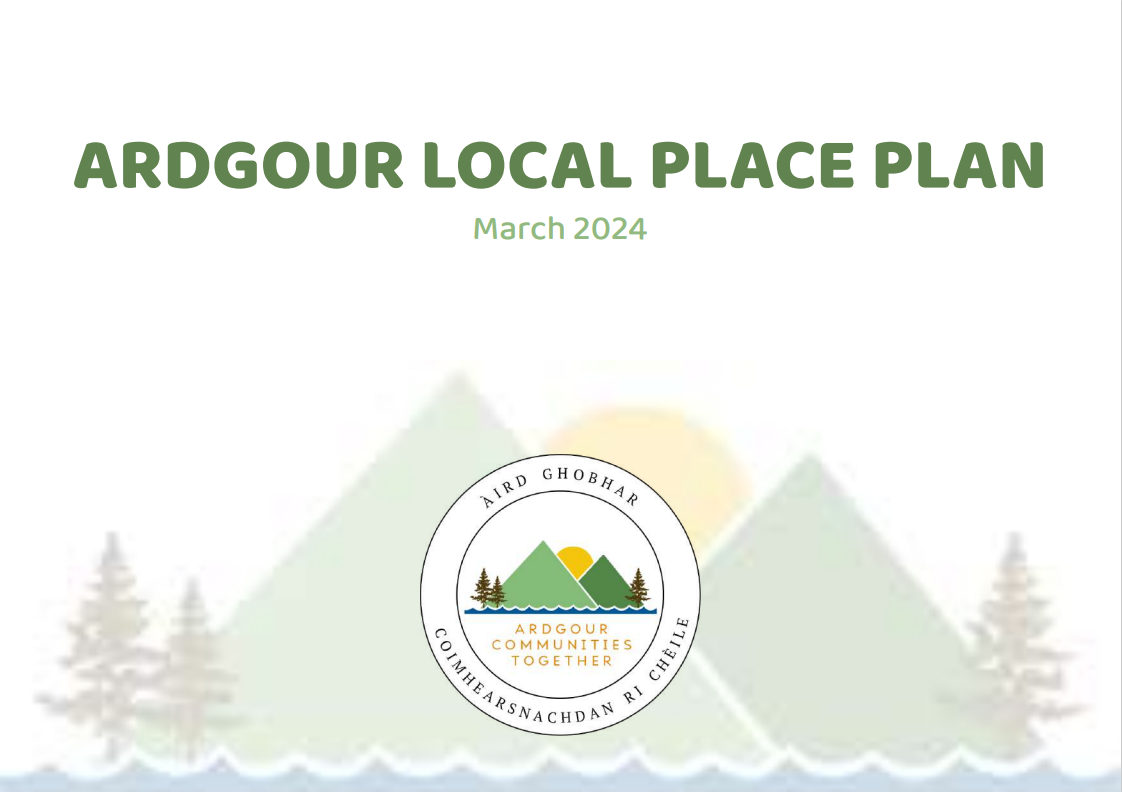 ARDGOUR LOCAL PLACE PLAN
March 2024
ÀIRD GHOBHAR
ARDGOUR
COMMUNITIES
TOGETHER
COIMHEARSNACHDAN RI CHÈILE